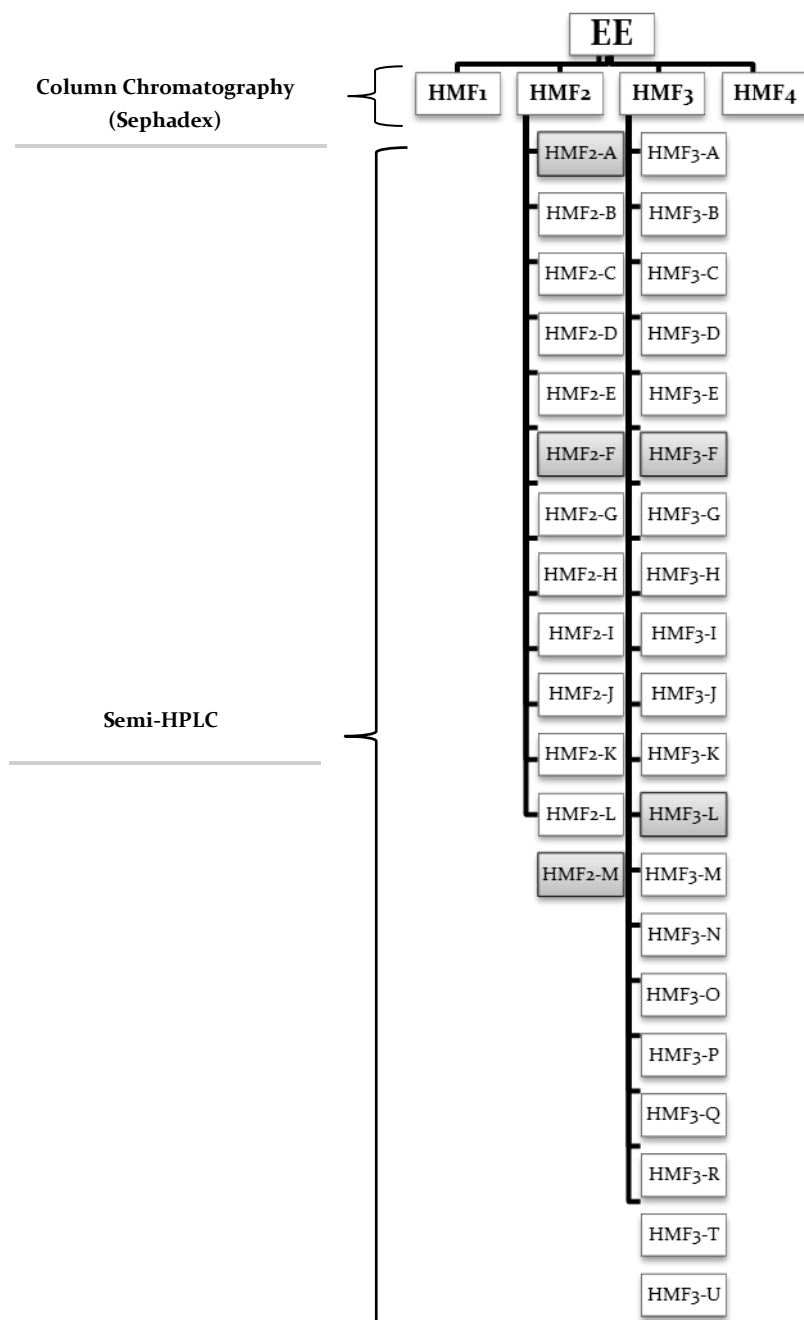 EE
Column Chromatography
(Sephadex)
HMF1
HMF2
HMF3
HMF4
HMF2-A
HMF3-A
HMF2-B
HMF3-B
HMF2-C
HMF3-C
HMF2-D
HMF3-D
HMF2-E
HMF3-E
HMF2-F
HMF3-F
HMF2-G
HMF3-G
HMF2-H
HMF3-H
HMF2-I
HMF3-I
HMF2-J
HMF3-J
Semi-HPLC
HMF2-K
HMF3-K
HMF2-L
HMF3-L
HMF2-M
HMF3-M
HMF3-N
HMF3-O
HMF3-P
HMF3-Q
HMF3-R
HMF3-T
HMF3-U